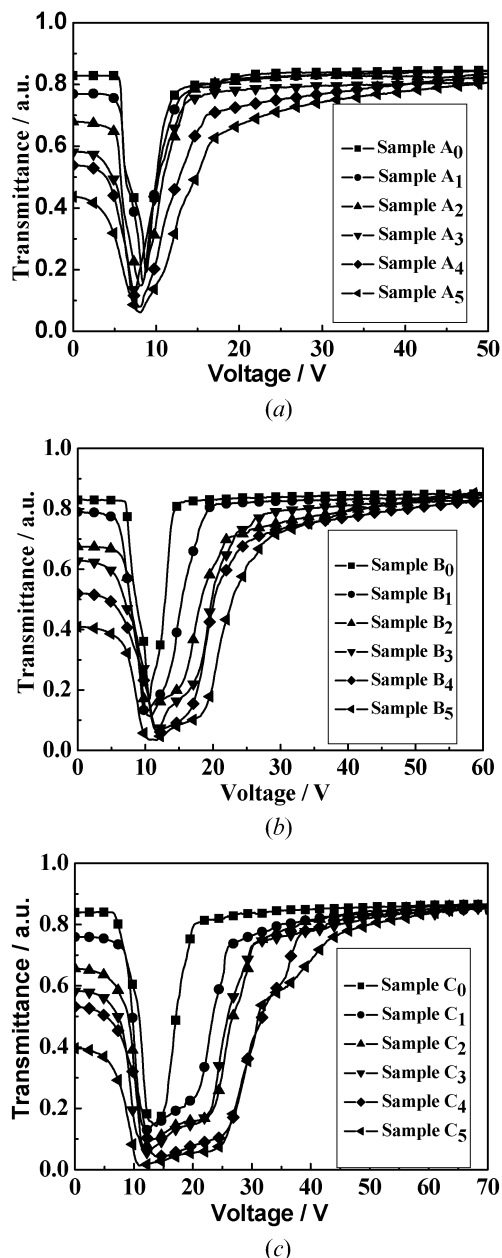 1.0
0.8
0.6
0.4
0.2
0.0
Transmittance / a.u.
Sample A0
Sample A1
Sample A2
Sample A3
Sample A4
Sample A5
0 10 20 30 40 50
Voltage / V
(a)
1.0
0.8
0.6
0.4
0.2
0.0
Transmittance / a.u.
Sample B0
Sample B1
Sample B2
Sample B3
Sample B4
Sample B5
0 10 20 30 40 50 60
Voltage / V
(b)
1.0
0.8
0.6
0.4
0.2
0.0
Transmittance / a.u.
Sample C0
Sample C1
Sample C2
Sample C3
Sample C4
Sample C5
0 10 20 30 40 50 60 70
Voltage / V
(c)